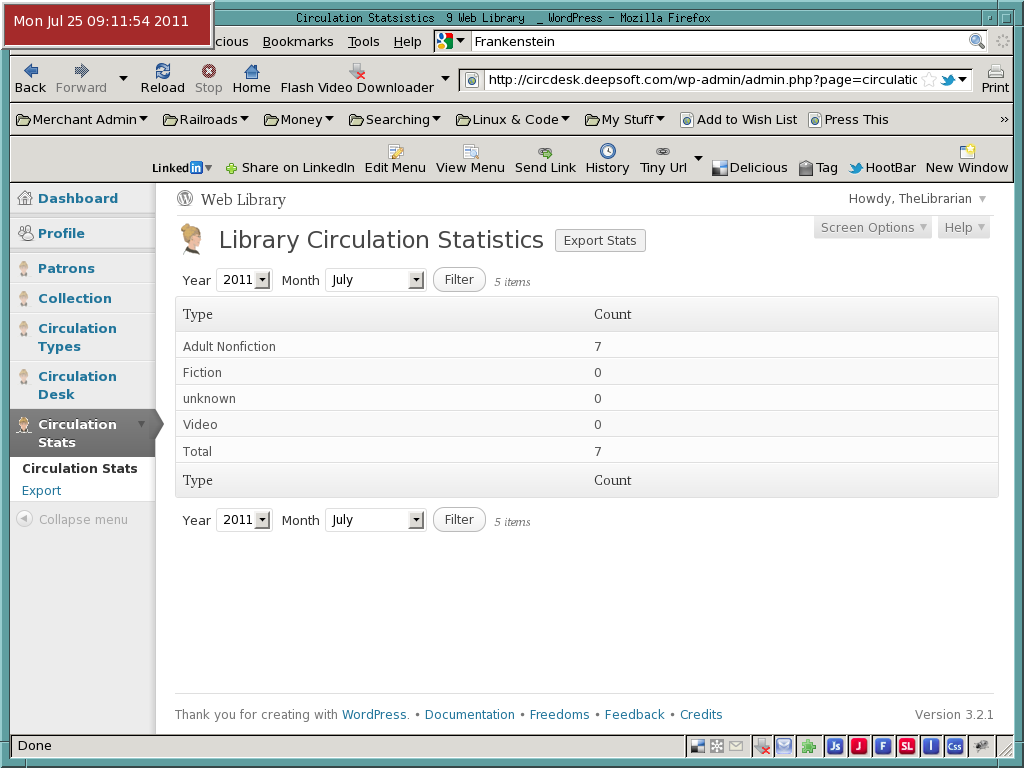 Mon Jul 25 09:11:54 2011
Circulation Statsistics 9 Web Library _ WordPress - Mozilla Firefox
cious Bookmarks Tools Help Frankenstein
Back Forward Reload Stop Home Flash Video Downloader http://circdesk.deepsoft.com/wp-admin/admin.php?page=circulatic Print
Merchant Admin Railroads Money Searching Linux & Code My Stuff Add to Wish List Press This »
Linked in Share on LinkedIn Edit Menu View Menu Send Link History Tiny Url Delicious Tag HootBar New Window
Dashboard
Profile
Patrons
Collection
Circulation
Types
Circulation
Desk
Circulation
Stats
Circulation Stats
Export
Collapse menu
Web Library Howdy, TheLibrarian
Screen Options Help
Library Circulation Statistics Export Stats
Year 2011 Month July Filter 5 items
Type Count
Adult Nonfiction 7
Fiction 0
unknown 0
Video 0
Total 7
Type Count
Year 2011 Month July Filter 5 items
Thank you for creating with WordPress. • Documentation • Freedoms • Feedback • Credits Version 3.2.1
Done Js J F SL I Css